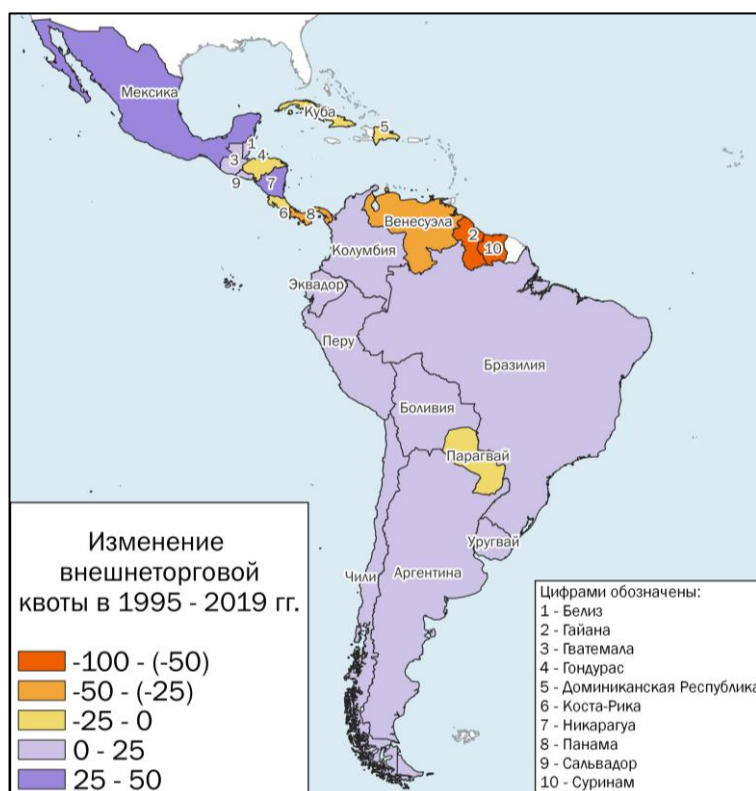 Мексика
Куба
5
1
3
4
9
7
6
8
Венесуэла
2
10
Колумбия
Эквадор
Перу
Бразилия
Боливия
Парагвай
Уругвай
Чили
Аргентина
Изменение
внешнеторговой
квоты в 1995 - 2019 гг.
-100 - (-50)
-50 - (-25)
-25 - 0
0 - 25
25 - 50
Цифрами обозначены:
1 - Белиз
2 - Гайана
3 - Гватемала
4 - Гондурас
5 - Доминиканская Республика
6 - Коста-Рика
7 - Никарагуа
8 - Панама
9 - Сальвадор
10 - Суринам